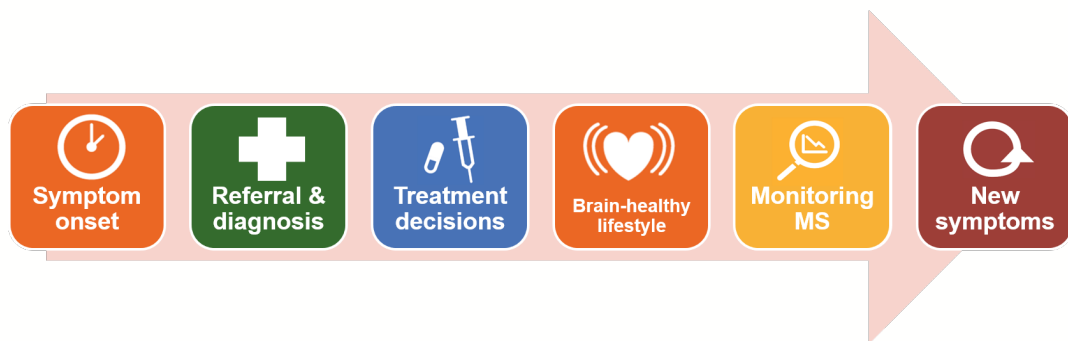 Symptom
onset
Referral &
diagnosis
Treatment
decisions
Brain-healthy
lifestyle
Monitoring
MS
New
symptoms